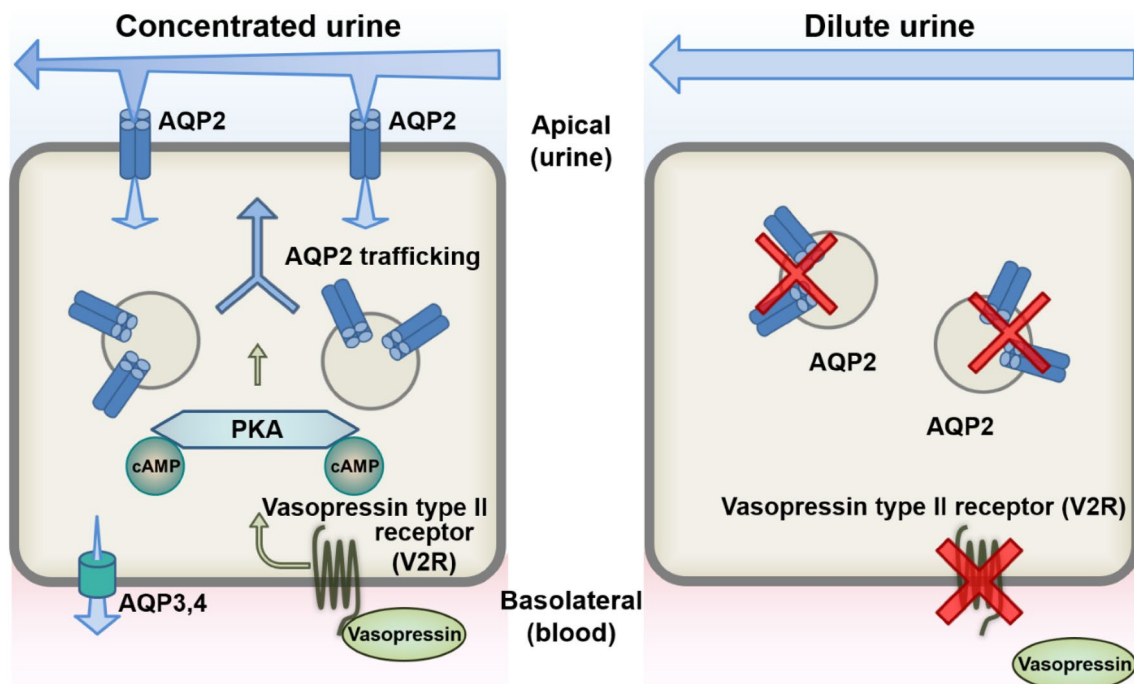 Concentrated urine
AQP2
AQP2
AQP2 trafficking
PKA
cAMP
cAMP
Vasopressin type II
receptor
(V2R)
AQP3,4
Vasopressin
Apical
(urine)
Basolateral
(blood)
Dilute urine
AQP2
AQP2
Vasopressin type II receptor (V2R)
Vasopressin